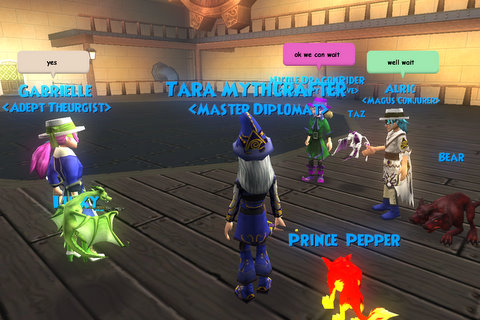 yes
ok we can wait
well wait
Gabrielle
<Adept Theurgist>
Tara Mythcrafter
<Master Diplomat>
Dragonrider
Alric
<Magus Conjurer>
Taz
Bear
Prince Pepper